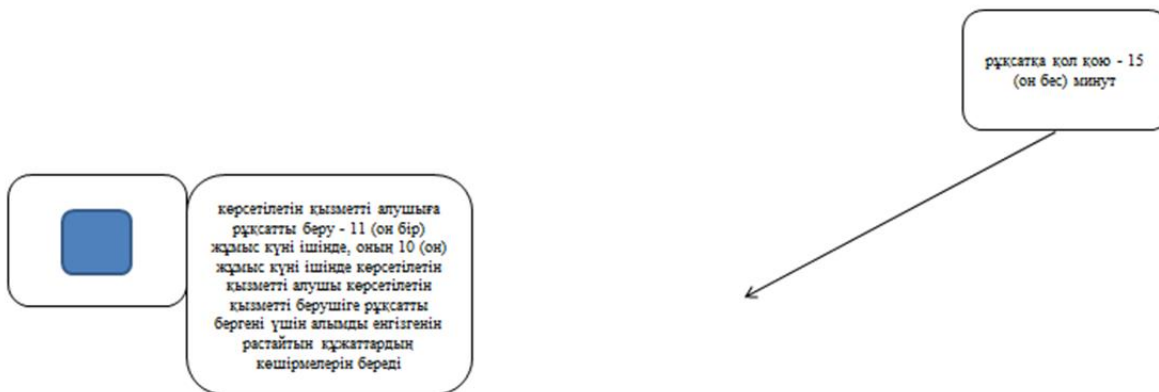 рұқсатқа қол қою - 15
(он бес) минут
көрсетілетін қызметті алушыға
рұқсатты беру - 11 (он бір)
жұмыс күні ішінде, оның 10 (он)
жұмыс күні ішінде көрсетілетін
қызметті алушы көрсетілетін
қызметті берушіге рұқсатты
бергені үшін алымды енгізгенін
растайтын құжаттардың
көшірмелерін береді